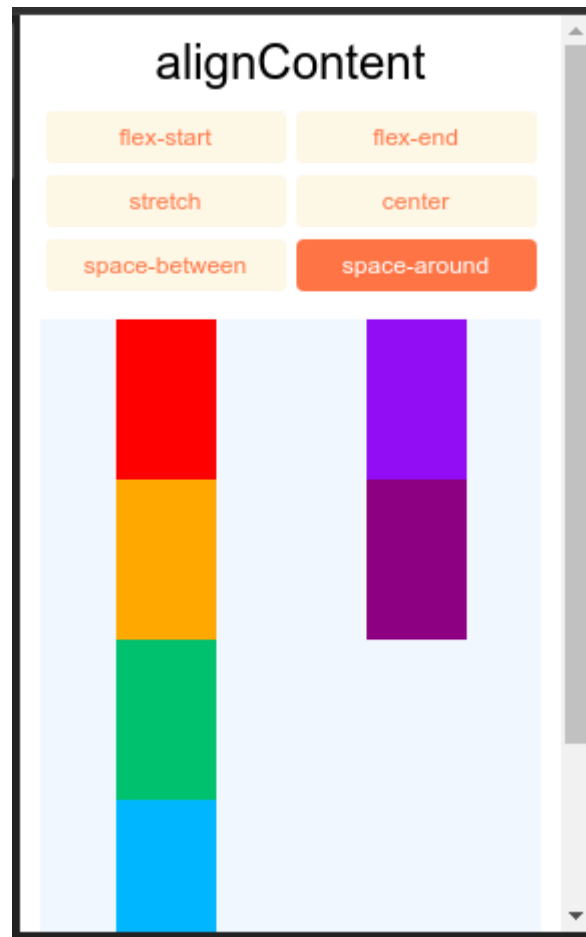 alignContent
flex-start flex-end
stretch center
space-between space-around